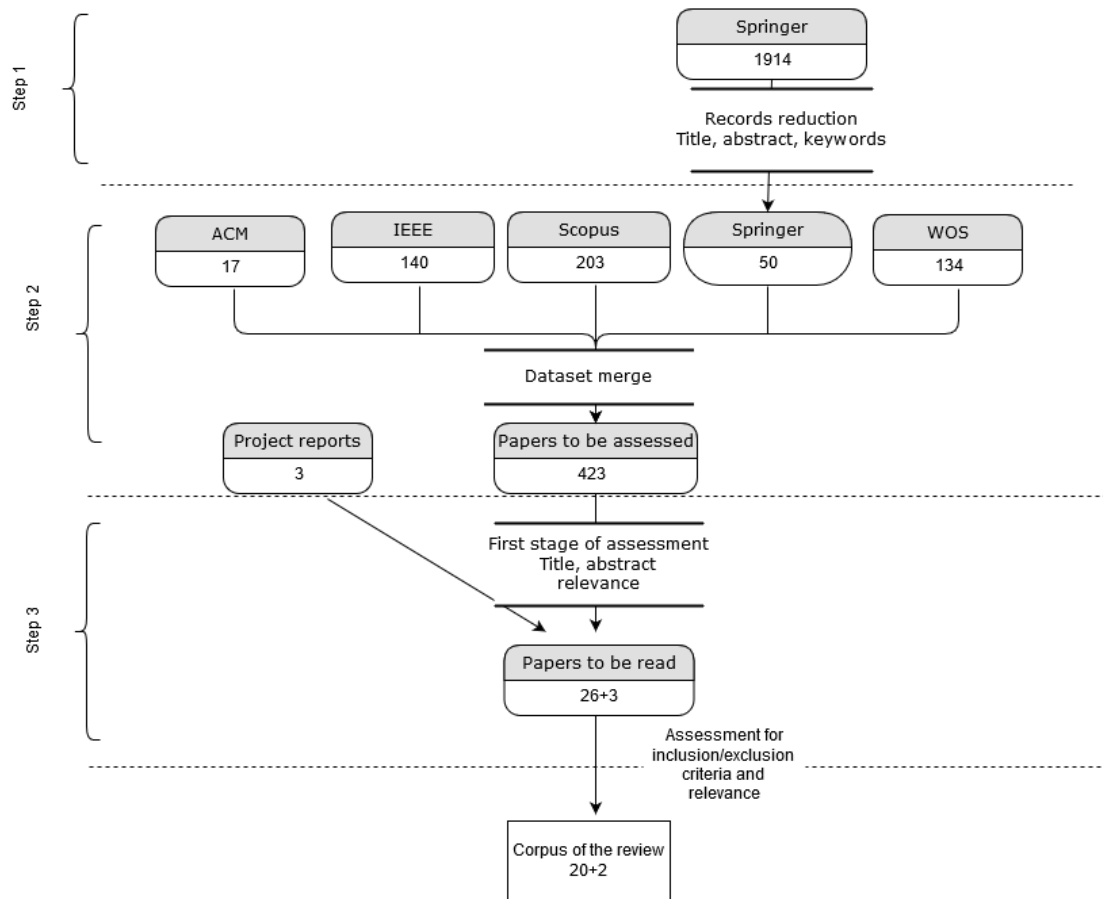 Step 1
Springer
1914
Records reduction
Title, abstract, keywords
Step 2
ACM
17
IEEE
140
Scopus
203
Springer
50
WOS
134
Dataset merge
Project reports
3
Papers to be assessed
423
Step 3
First stage of assessment
Title, abstract
relevance
Papers to be read
26+3
Assessment for
inclusion/exclusion
criteria and
relevance
Corpus of the review
20+2